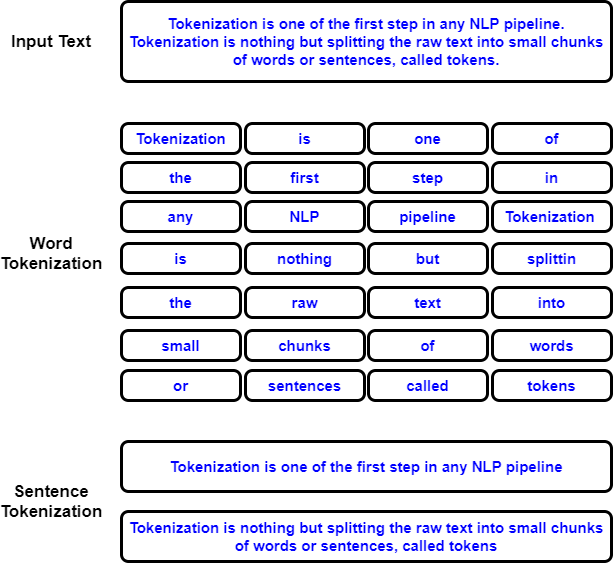 Input Text
Tokenization is one of the first step in any NLP pipeline.
Tokenization is nothing but splitting the raw text into small chunks
of words or sentences, called tokens.
Word
Tokenization
Tokenization is one of
the first step in
any NLP pipeline Tokenization
is nothing but splittin
the raw text into
small chunks of words
or sentences called tokens
Sentence
Tokenization
Tokenization is one of the first step in any NLP pipeline
Tokenization is nothing but splitting the raw text into small chunks
of words or sentences, called tokens